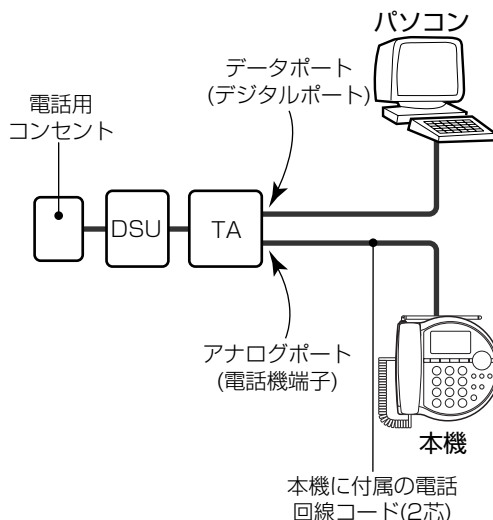 パソコン
データポート
(デジタルポート)
電話用
コンセント
DSU
TA
アナログポート
(電話機端子)
本機
本機に付属の電話
回線コード(2芯)